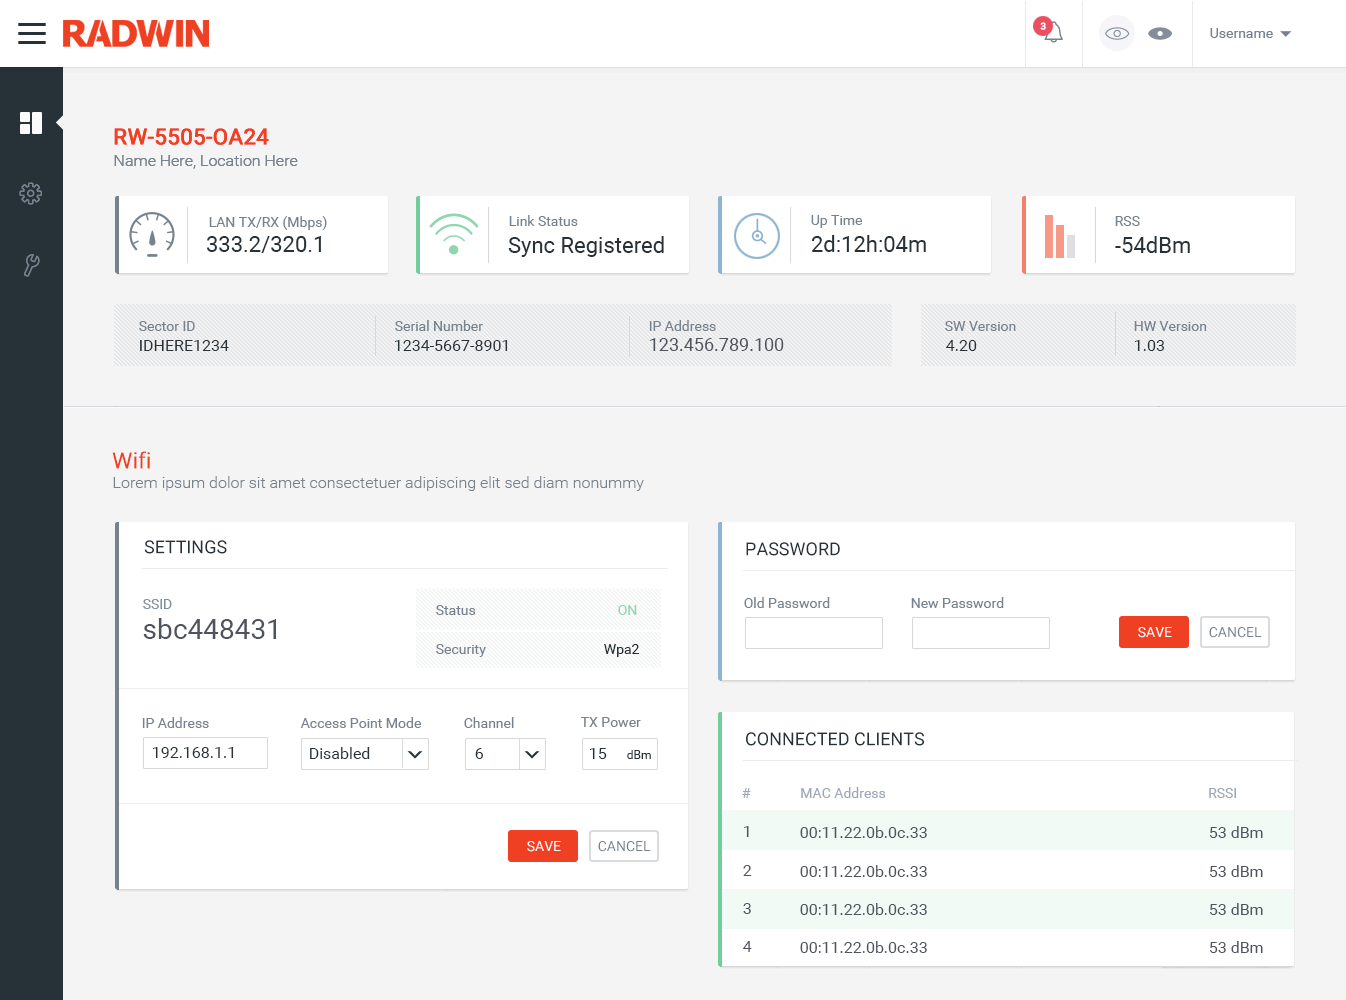 RADWIN
3
Username
RW-5505-OA24
Name Here, Location Here
LAN TX/RX (Mbps)
333.2/320.1
Link Status
Sync Registered
Up Time
2d:12h:04m
RSS
-54dBm
Sector ID
IDHERE1234
Serial Number
1234-5667-8901
IP Address
123.456.789.100
SW Version
4.20
HW Version
1.03
Wifi
Lorem ipsum dolor sit amet consectetuer adipiscing elit sed diam nonummy
SETTINGS
SSID
sbc448431
Status ON
Security Wpa2
IP Address
192.168.1.1
Access Point Mode
Disabled
Channel
6
TX Power
15 dBm
SAVE CANCEL
PASSWORD
Old Password
New Password
SAVE CANCEL
CONNECTED CLIENTS
# MAC Address RSSI
1 00:11.22.0b.0c.33 53 dBm
2 00:11.22.0b.0c.33 53 dBm
3 00:11.22.0b.0c.33 53 dBm
4 00:11.22.0b.0c.33 53 dBm